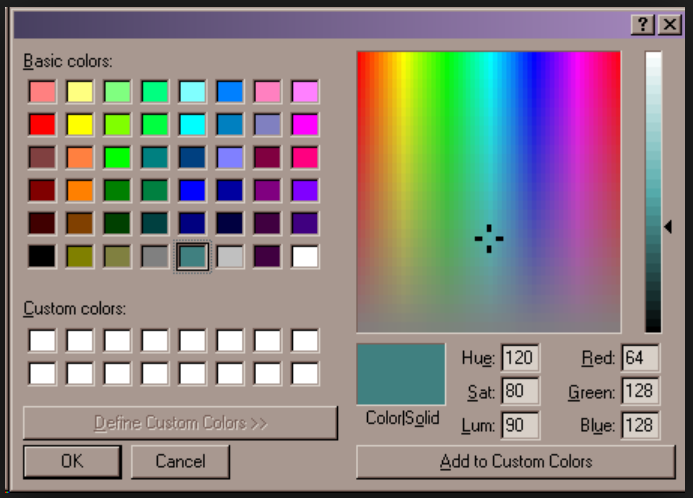 Basic colors:
Custom colors:
Define Custom Colors >>
OK Cancel
Color|Solid
Hue: 120 Red: 64
Sat: 80 Green: 128
Lum: 90 Blue: 128
Add to Custom Colors